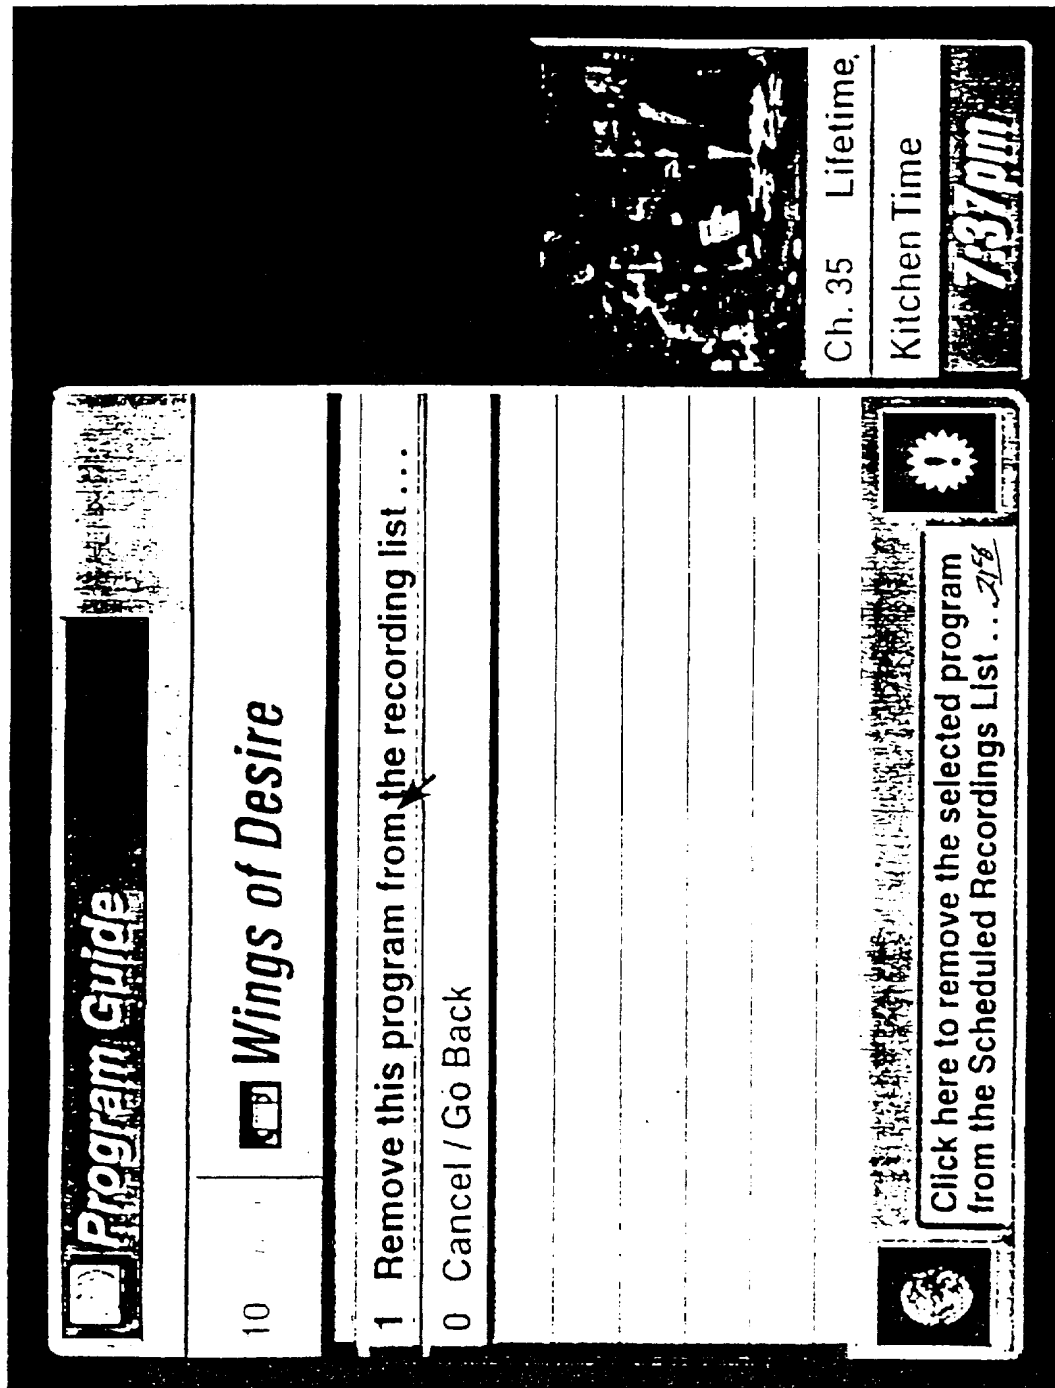 Program Guide
10 Wings of Desire
1 Remove this program from the recording list . . .
0 Cancel / Go Back
Click here to remove the selected program
from the Scheduled Recordings LIst . . .
Ch. 35 Lifetime,
Kitchen Time
7:37pm